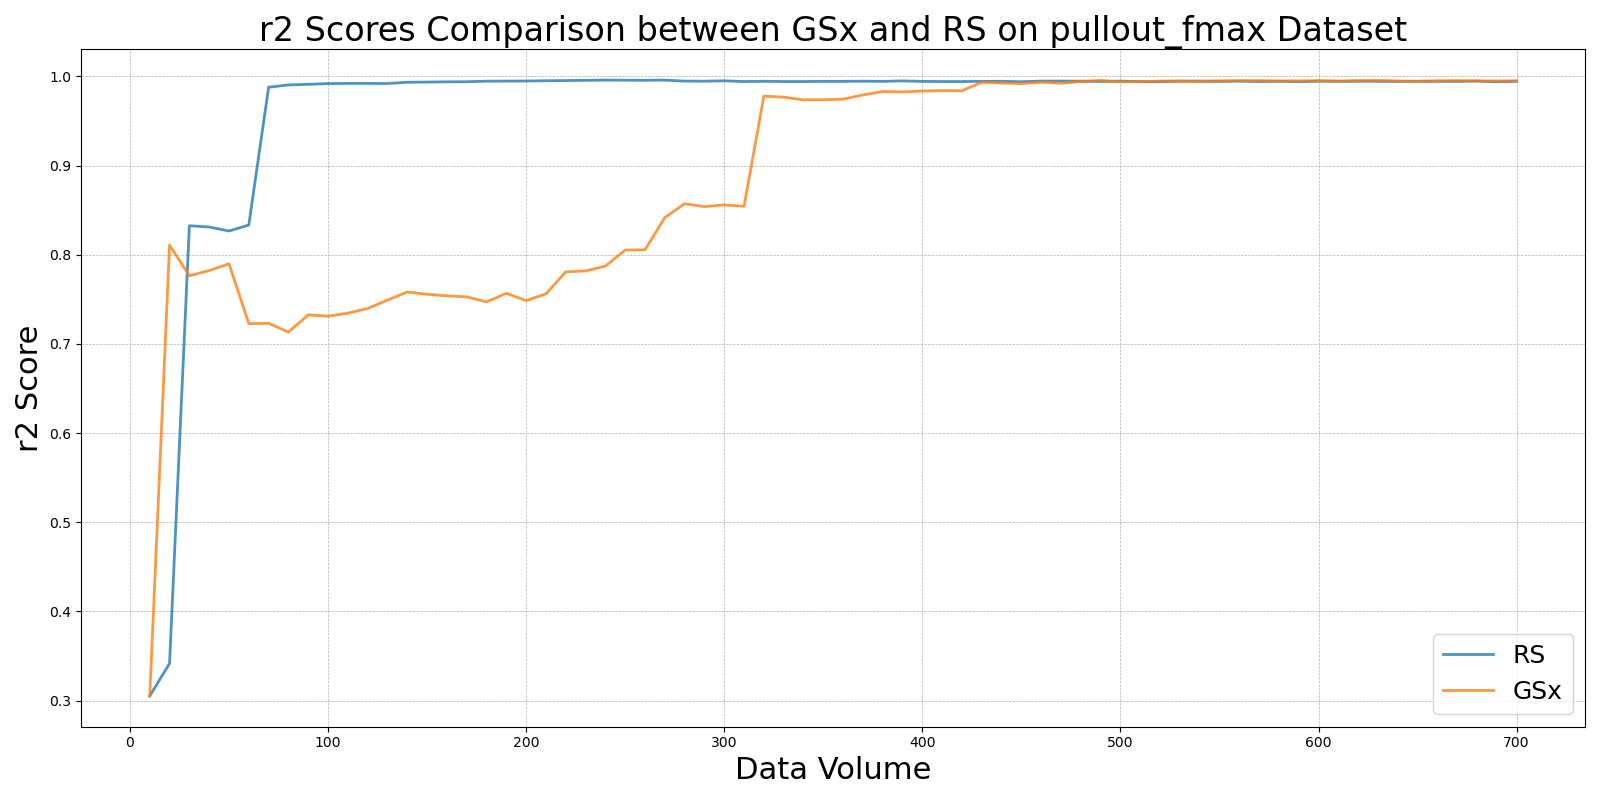 r2 Scores Comparison between GSx and RS on pullout_fmax Dataset
1.0
0.9
0.8
0.7
0.6
0.5
0.4
0.3
r2 Score
0 100 200 300 400 500 600 700
Data Volume
RS
GSx